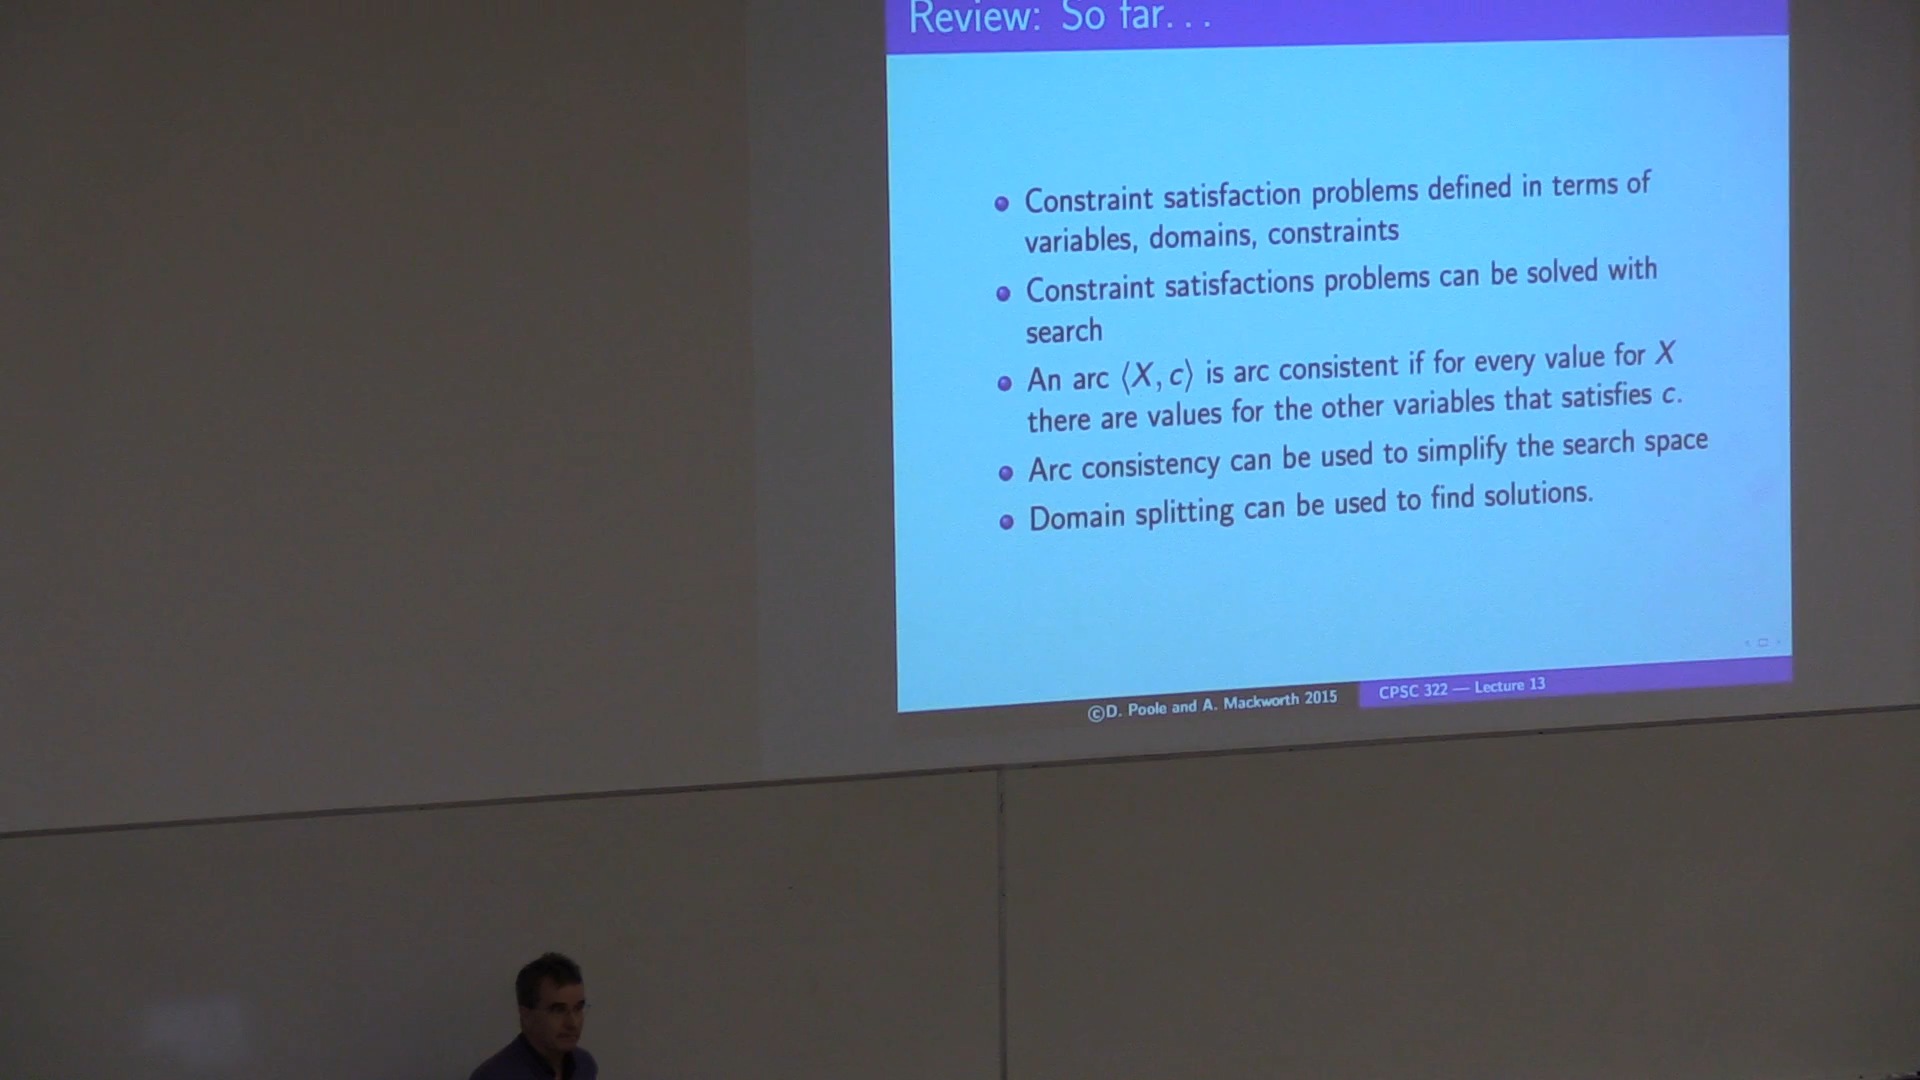 Review: So far. . .
Constraint satisfaction problems defined in terms of
variables, domains, constraints
Constraint satisfactions problems can be solved with
search
An arc ⟨X, c⟩ is arc consistent if for every value for X
there are values for the other variables that satisfies c.
Arc consistency can be used to simplify the search space
Domain splitting can be used to find solutions.
©D. Poole and A. Mackworth 2015
CPSC 322 — Lecture 13